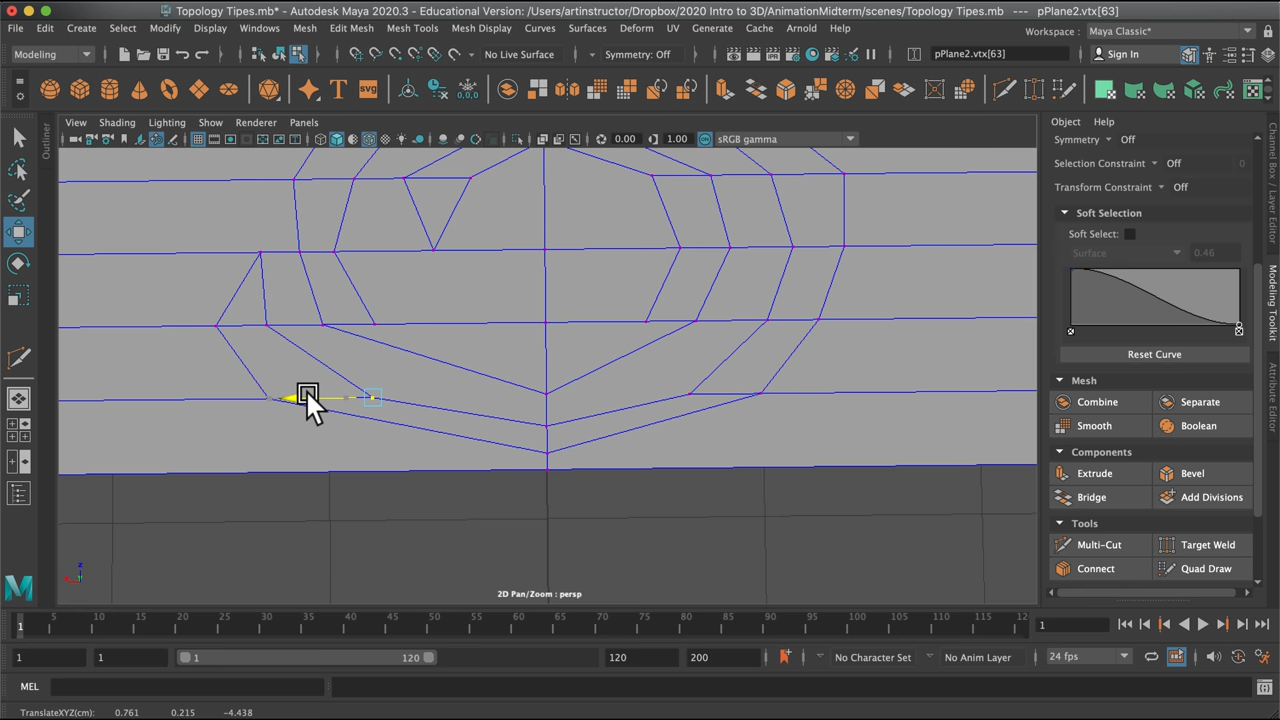 Topology Tipes.mb* - Autodesk Maya 2020.3 - Educational Version: /Users/artinstructor/Dropbox/2020 Intro to 3D/AnimationMidterm/scenes/Topology Tipes.mb --- pPlane2.vtx[63]
File Edit Create Select Modify Display Windows Mesh Edit Mesh Mesh Tools Mesh Display Curves Surfaces Deform UV Generate Cache Arnold Help Workspace : Maya Classic*
Modeling No Live Surface Symmetry: Off pPlane2.vtx[63] Sign In
SVG 0,0,0
View Shading Lighting Show Renderer Panels
0.00 1.00 sRGB gamma
Object Help
Symmetry Off
Selection Constraint Off 0
Transform Constraint Off
Soft Selection
Soft Select:
Surface 0.46
Reset Curve
Mesh
Combine Separate
Smooth Boolean
Components
Extrude Bevel
Bridge Add Divisions
Tools
Multi-Cut Target Weld
Connect Quad Draw
Outliner
Channel Box / Layer Editor
Modeling Toolkit
Attribute Editor
z
2D Pan/Zoom : persp
1 5 10 15 20 25 30 35 40 45 50 55 60 65 70 75 80 85 90 95 100 105 110 115 12 1
1 1 1 120 120 200 No Character Set No Anim Layer 24 fps
MEL
TranslateXYZ(cm): 0.761 0.215 -4.438